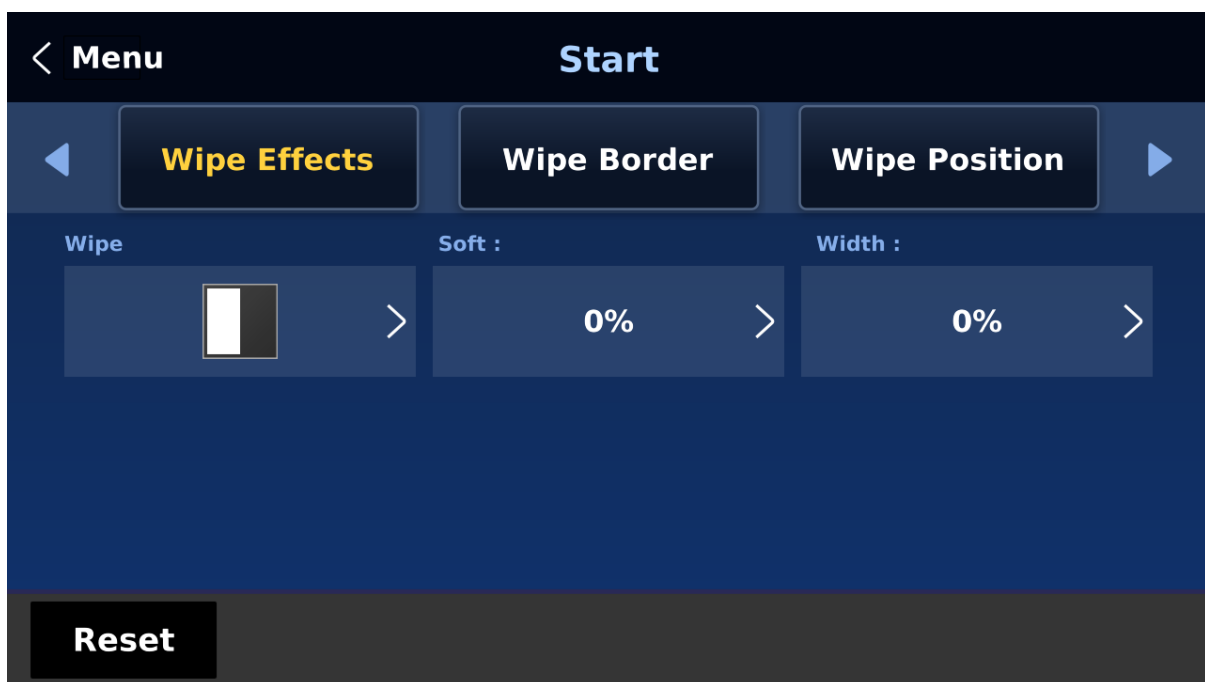 Menu
Start
Wipe Effects
Wipe Border
Wipe Position
Wipe
Soft :
Width :
0%
0%
Reset